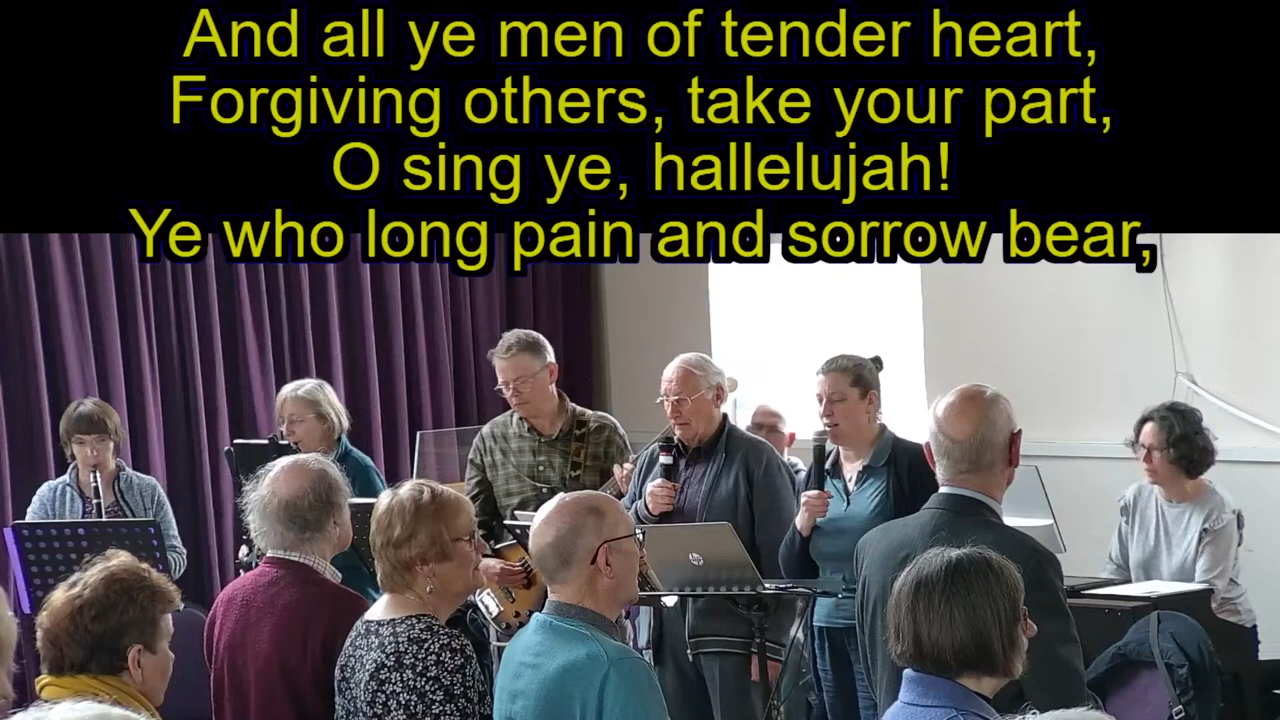 And all ye men of tender heart,
Forgiving others, take your part,
O sing ye, hallelujah!
Ye who long pain and sorrow bear,
hp